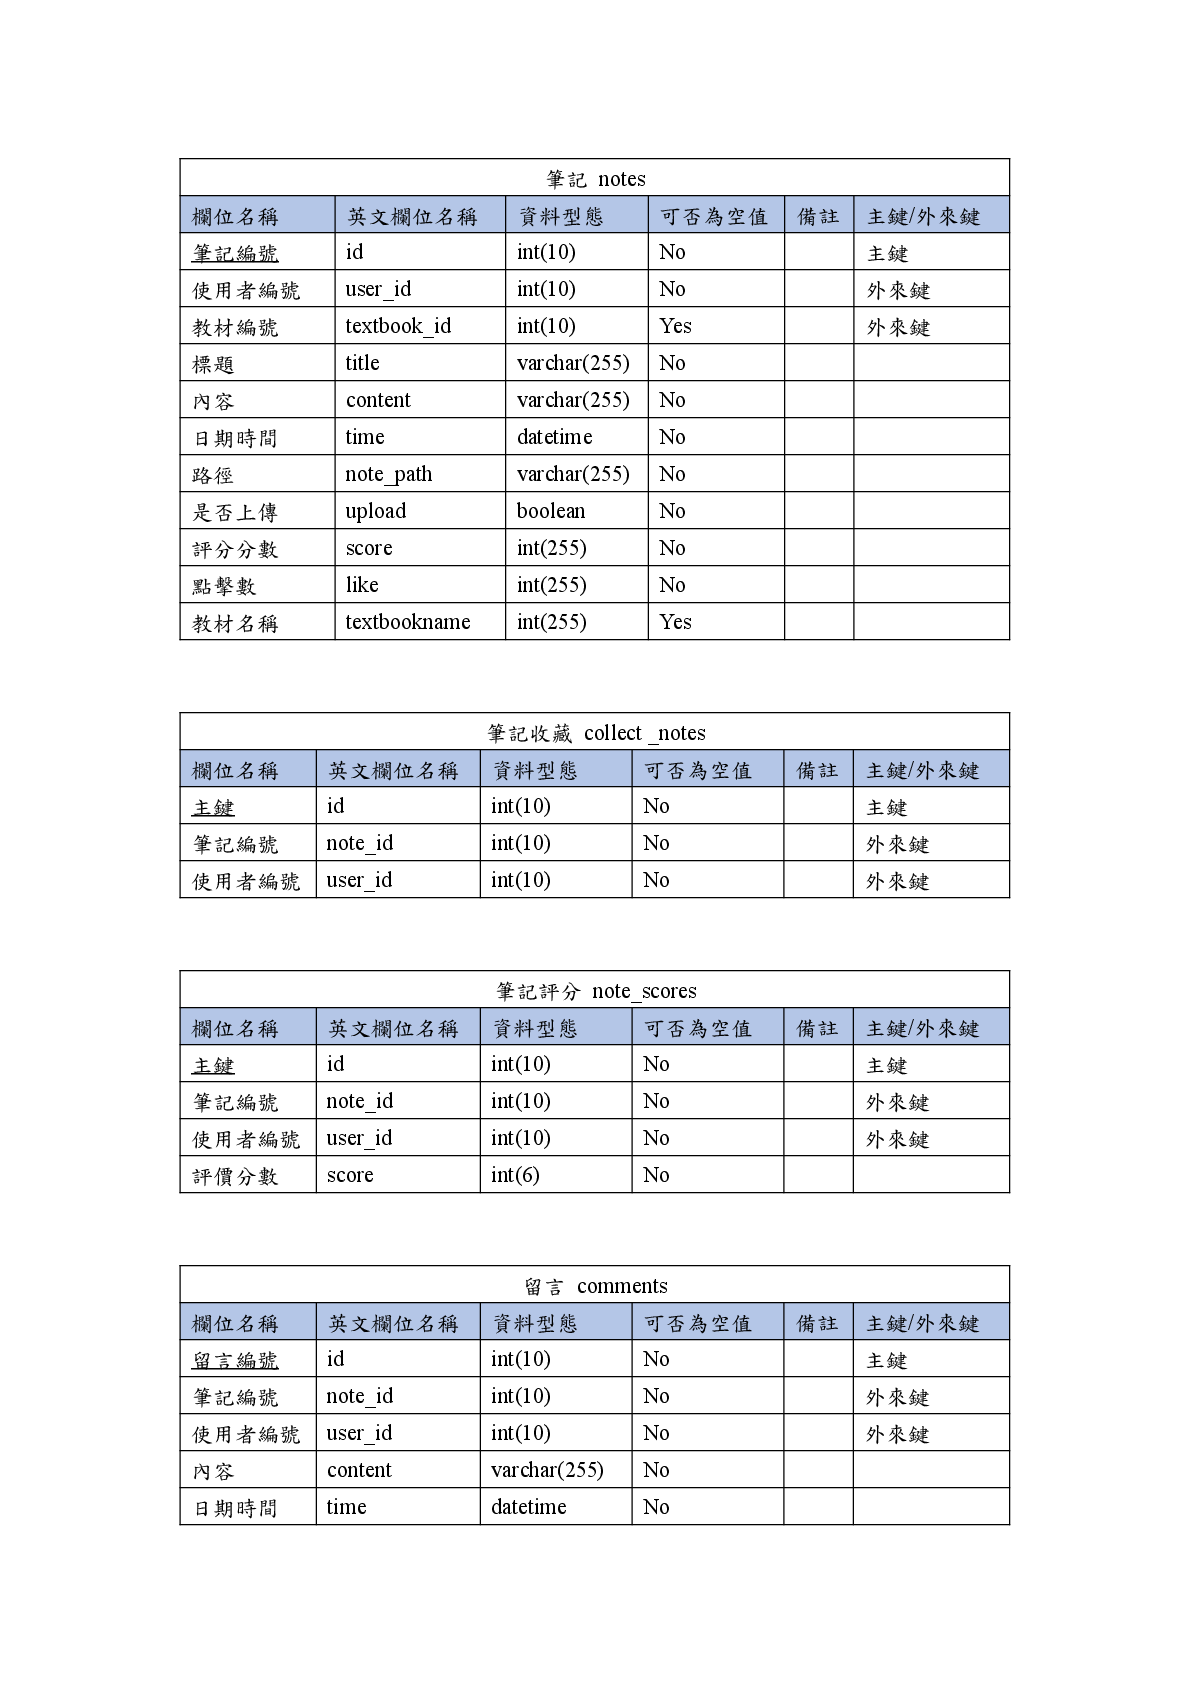 筆記 notes
欄位名稱 英文欄位名稱 資料型態 可否為空值 備註 主鍵/外來鍵
筆記編號 id int(10) No 主鍵
使用者編號 user_id int(10) No 外來鍵
教材編號 textbook_id int(10) Yes 外來鍵
標題 title varchar(255) No
內容 content varchar(255) No
日期時間 time datetime No
路徑 note_path varchar(255) No
是否上傳 upload boolean No
評分分數 score int(255) No
點擊數 like int(255) No
教材名稱 textbookname int(255) Yes
筆記收藏 collect _notes
欄位名稱 英文欄位名稱 資料型態 可否為空值 備註 主鍵/外來鍵
主鍵 id int(10) No 主鍵
筆記編號 note_id int(10) No 外來鍵
使用者編號 user_id int(10) No 外來鍵
筆記評分 note_scores
欄位名稱 英文欄位名稱 資料型態 可否為空值 備註 主鍵/外來鍵
主鍵 id int(10) No 主鍵
筆記編號 note_id int(10) No 外來鍵
使用者編號 user_id int(10) No 外來鍵
評價分數 score int(6) No
留言 comments
欄位名稱 英文欄位名稱 資料型態 可否為空值 備註 主鍵/外來鍵
留言編號 id int(10) No 主鍵
筆記編號 note_id int(10) No 外來鍵
使用者編號 user_id int(10) No 外來鍵
內容 content varchar(255) No
日期時間 time datetime No